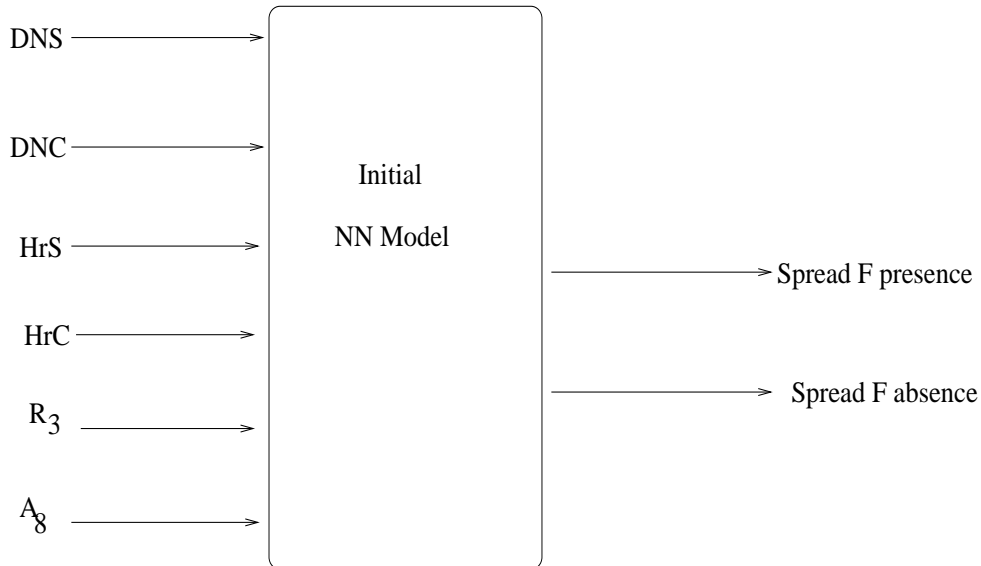 DNS
DNC
HrS
HrC
R3
A8
Initial
NN Model
Spread F presence
Spread F absence